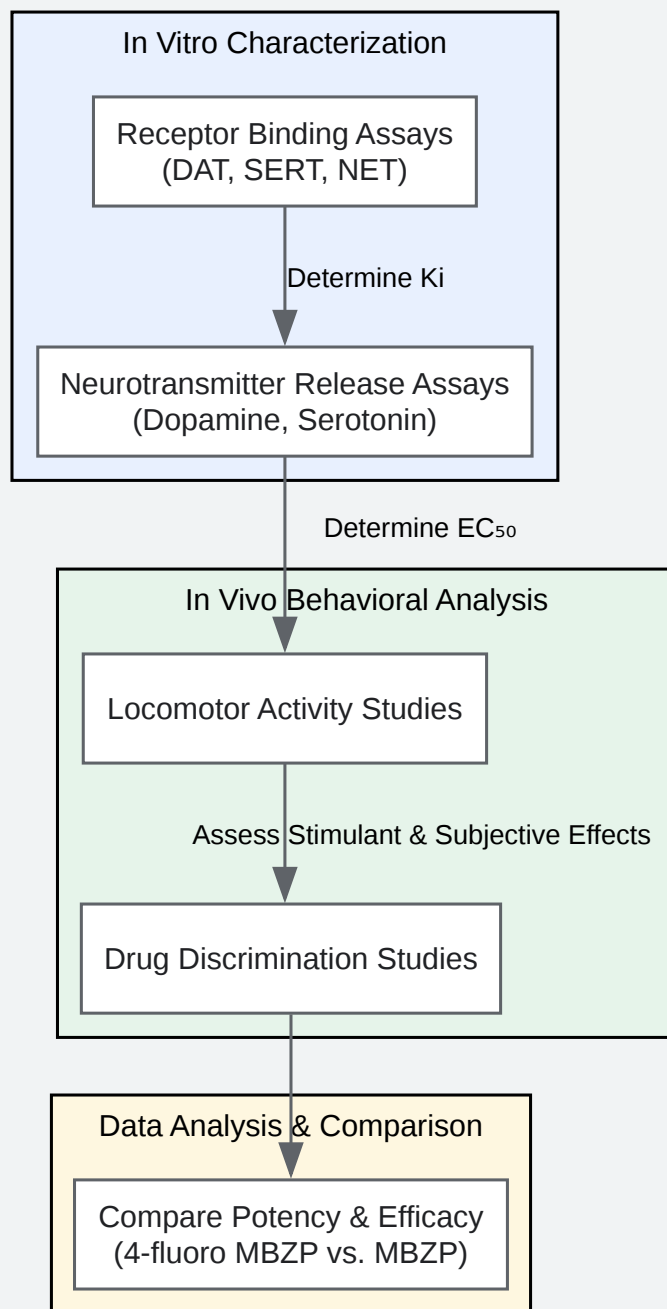 In Vitro Characterization
Receptor Binding Assays
(DAT, SERT, NET)
Determine Ki
Neurotransmitter Release Assays
(Dopamine, Serotonin)
Determine EC₅₀
In Vivo Behavioral Analysis
Locomotor Activity Studies
Assess Stimulant & Subjective Effects
Drug Discrimination Studies
Data Analysis & Comparison
Compare Potency & Efficacy
(4-fluoro MBZP vs. MBZP)